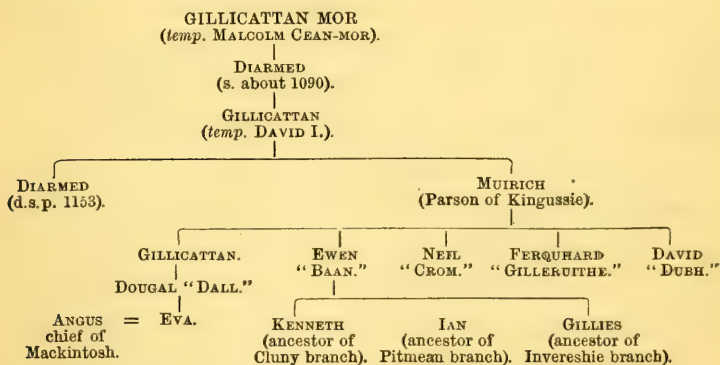 GILLICATTAN MOR
(temp. MALCOLM CEAN-MOR).
DIARMED
(s. about 1090).
GILLICATTAN
(temp. DAVID I.).
DIARMED
(d.s.p. 1153).
MUIRICH
(Parson of Kingussie).
GILLICATTAN.
EWEN
"BAAN."
NEIL
"CROM."
FERQUHARD
"GILLERUITHE."
DAVID
"DUBH."
DOUGAL "DALL."
ANGUS = EVA.
chief of
Mackintosh.
KENNETH
(ancestor of
Cluny branch).
IAN
(ancestor of
Pitmean branch).
GILLIES
(ancestor of
Invereshie branch).